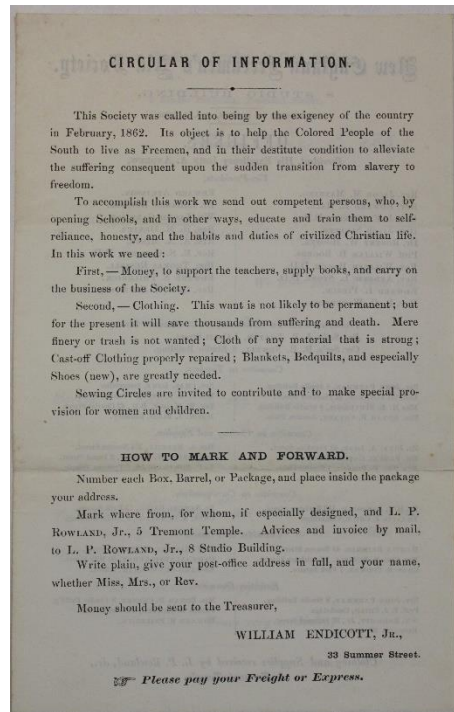 CIRCULAR OF INFORMATION.
This Society was called into being by the exigency of the country
in February, 1862. Its object is to help the Colored People of the
South to live as Freemen, and in their destitute condition to alleviate
the suffering consequent upon the sudden transition from slavery to
freedom.
To accomplish this work we send out competent persons, who, by
opening Schools, and in other ways, educate and train them to self-
reliance, honesty, and the habits and duties of civilized Christian life.
In this work we need:
First,—Money, to support the teachers, supply books, and carry on
the business of the Society.
Second,—Clothing. This want is not likely to be permanent; but
for the present it will save thousands from suffering and death. Mere
finery or trash is not wanted; Cloth of any material that is strong;
Cast-off Clothing properly repaired; Blankets, Bedquilts, and especially
Shoes (new), are greatly needed.
Sewing Circles are invited to contribute and to make special pro-
vision for women and children.
HOW TO MARK AND FORWARD.
Number each Box, Barrel, or Package, and place inside the package
your address.
Mark where from, for whom, if especially designed, and L. P.
ROWLAND, Jr., 5 Tremont Temple. Advices and invoice by mail,
to L. P. ROWLAND, Jr., 8 Studio Building.
Write plain, give your post-office address in full, and your name,
whether Miss, Mrs., or Rev.
Money should be sent to the Treasurer,
WILLIAM ENDICOTT, JR.,
33 Summer Street.
☞ Please pay your Freight or Express.